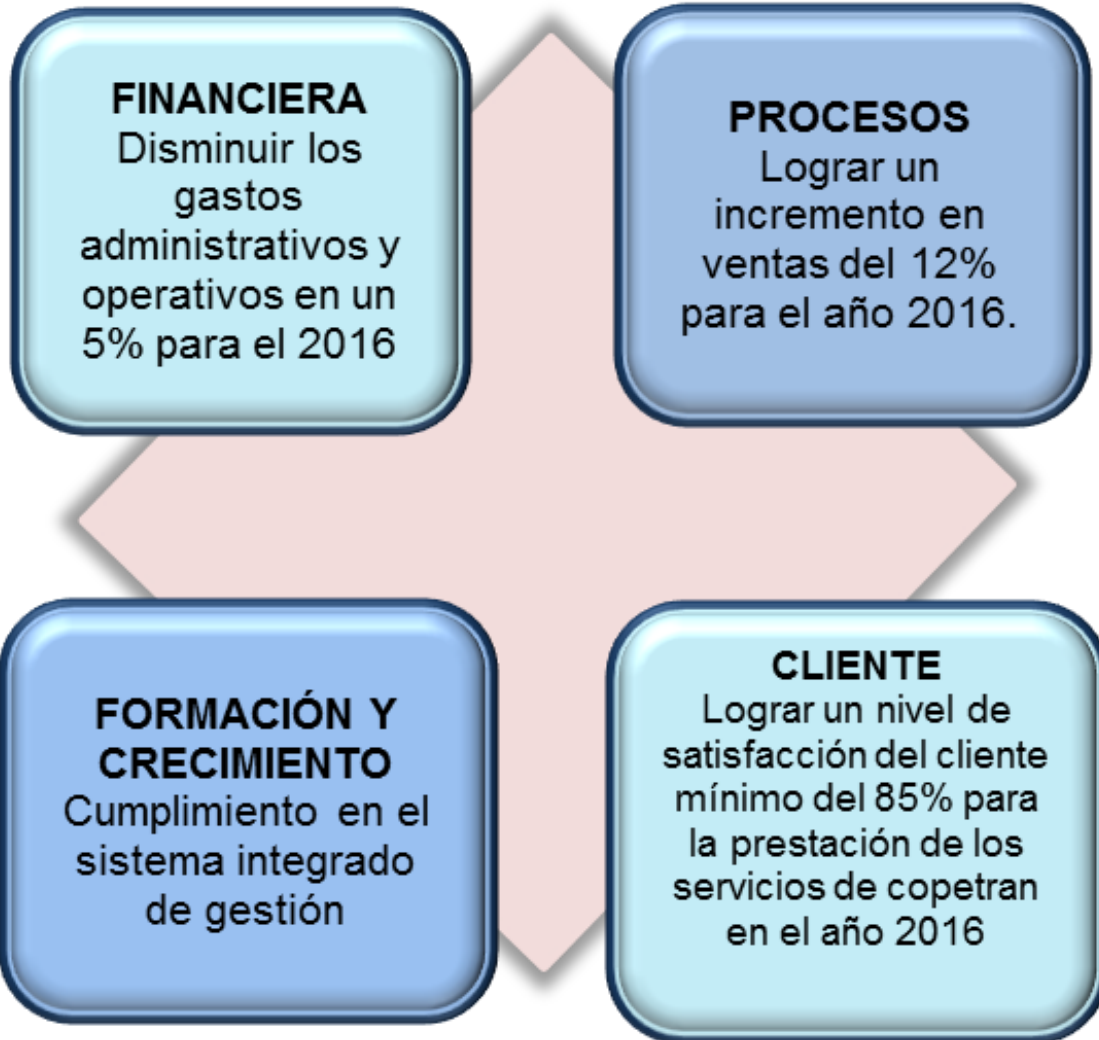 FINANCIERA
Disminuir los
gastos
administrativos y
operativos en un
5% para el 2016
PROCESOS
Lograr un
incremento en
ventas del 12%
para el año 2016.
FORMACIÓN Y
CRECIMIENTO
Cumplimiento en el
sistema integrado
de gestión
CLIENTE
Lograr un nivel de
satisfacción del cliente
mínimo del 85% para
la prestación de los
servicios de copetran
en el año 2016